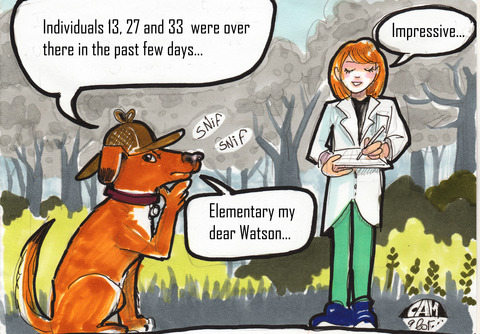 Individuals 13, 27 and 33 were over
there in the past few days...
Impressive...
SNiF
SNiF
Elementary my
dear Watson...
CAM